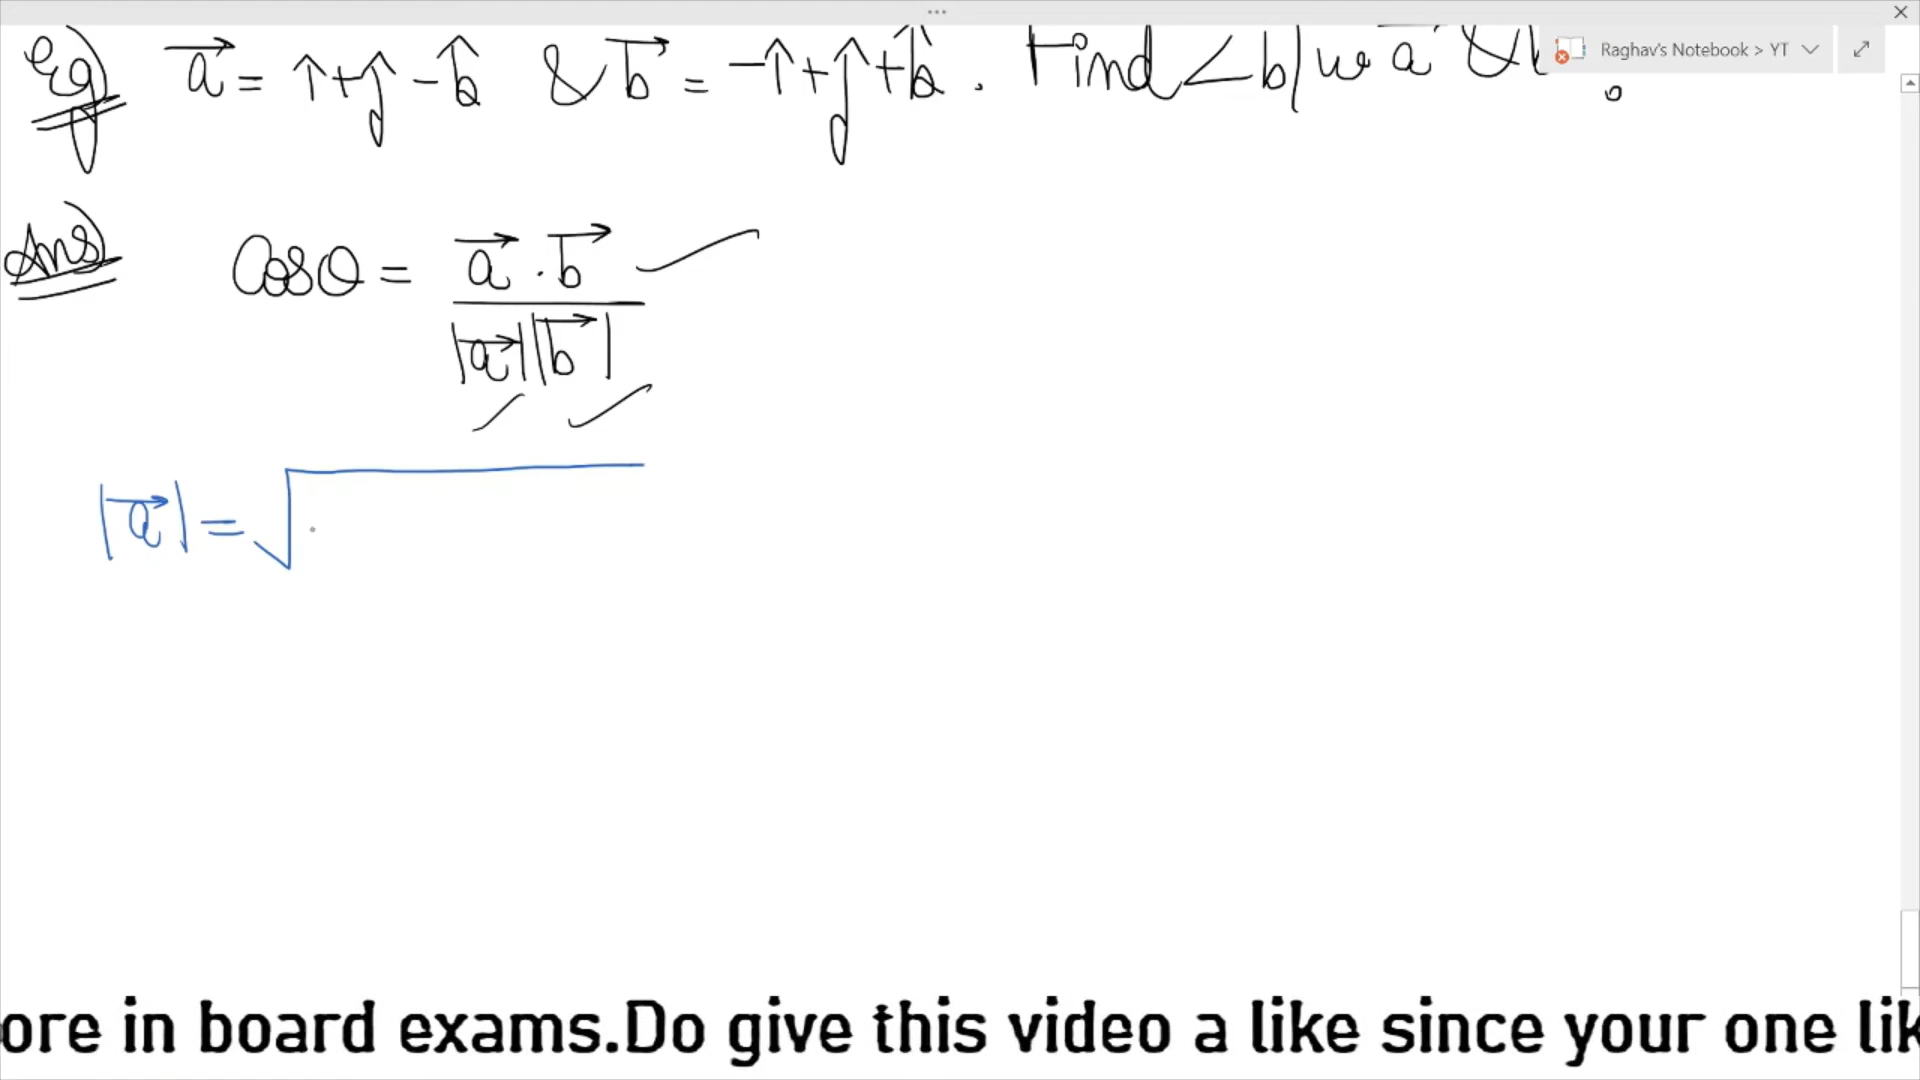 Raghav's Notebook > YT
eg) a⃗ = î+ĵ-k̂ & b⃗ = -î+ĵ+k̂ . Find ∠ b/w a⃗ &
Ans) Cosθ = a⃗ . b⃗
|a⃗||b⃗|
|a⃗| = √
ore in board exams.Do give this video a like since your one lik